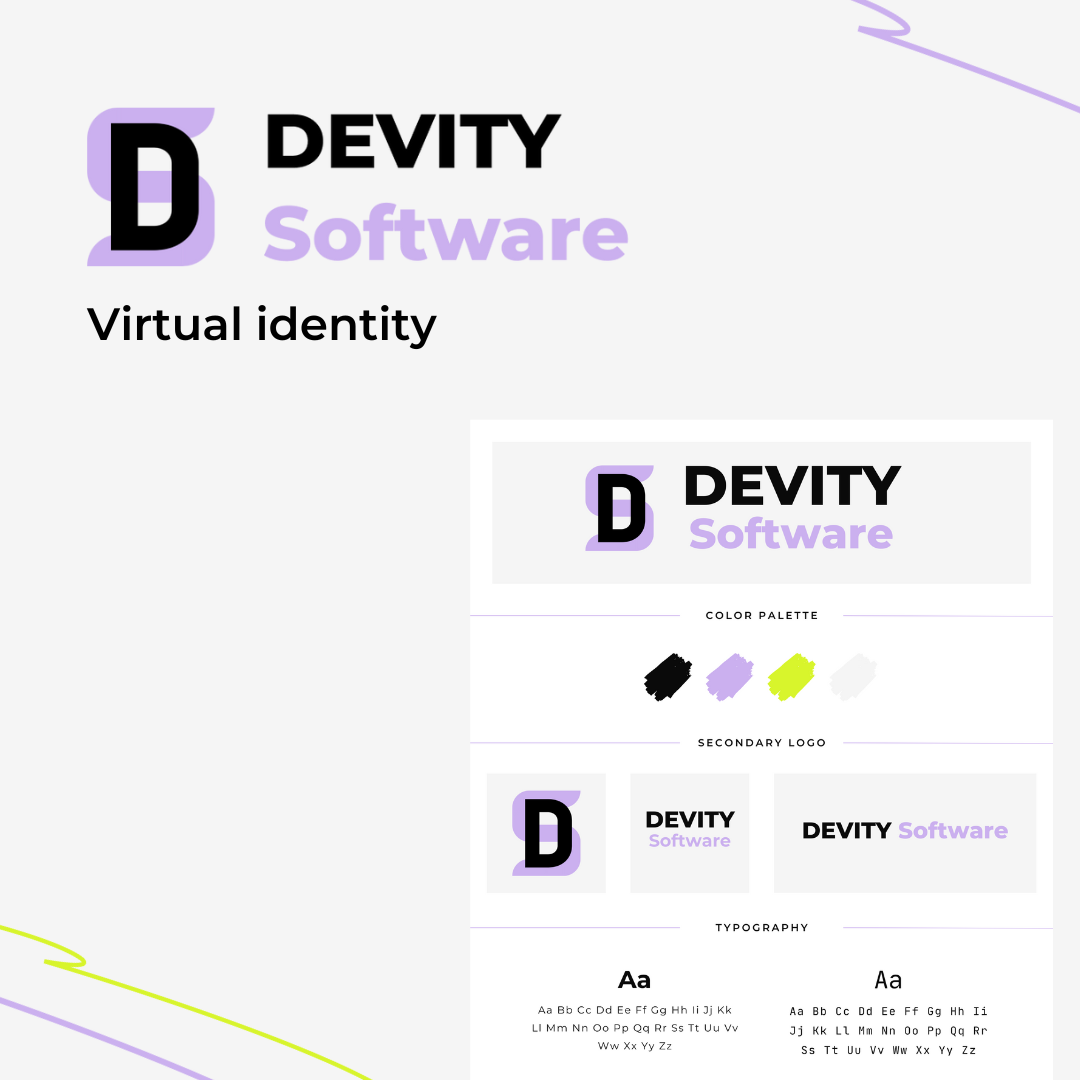 D
DEVITY
Software
Virtual identity
D
DEVITY
Software
COLOR PALETTE
SECONDARY LOGO
D
DEVITY
Software
DEVITY Software
TYPOGRAPHY
Aa
Aa Bb Cc Dd Ee Ff Gg Hh Ii Jj Kk
Ll Mm Nn Oo Pp Qq Rr Ss Tt Uu Vv
Ww Xx Yy Zz
Aa
Aa Bb Cc Dd Ee Ff Gg Hh Ii
Jj Kk Ll Mm Nn Oo Pp Qq Rr
Ss Tt Uu Vv Ww Xx Yy Zz